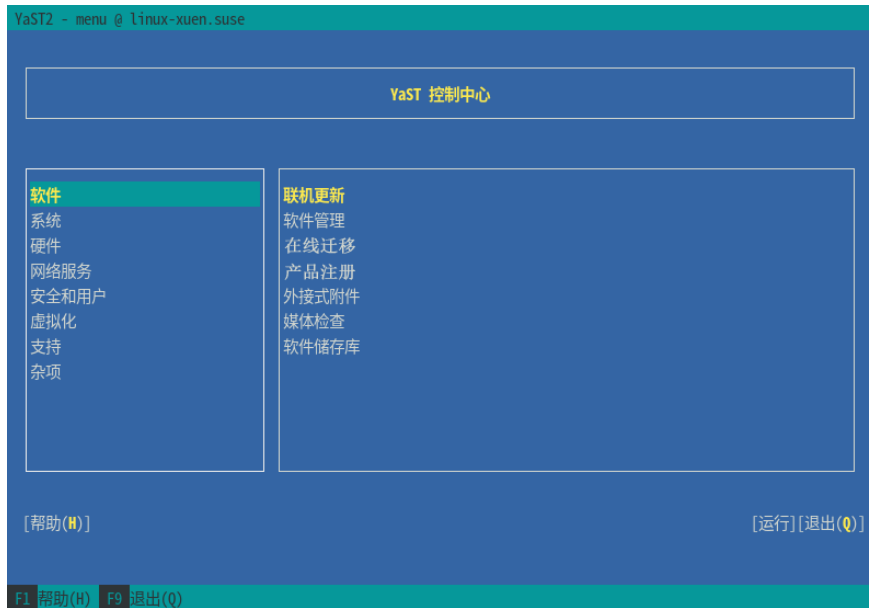 YaST2 - menu @ linux-xuen.suse
YaST 控制中心
软件
系统
硬件
网络服务
安全和用户
虚拟化
支持
杂项
联机更新
软件管理
在线迁移
产品注册
外接式附件
媒体检查
软件储存库
[帮助(H)]
[运行][退出(Q)]
F1 帮助(H) F9 退出(Q)